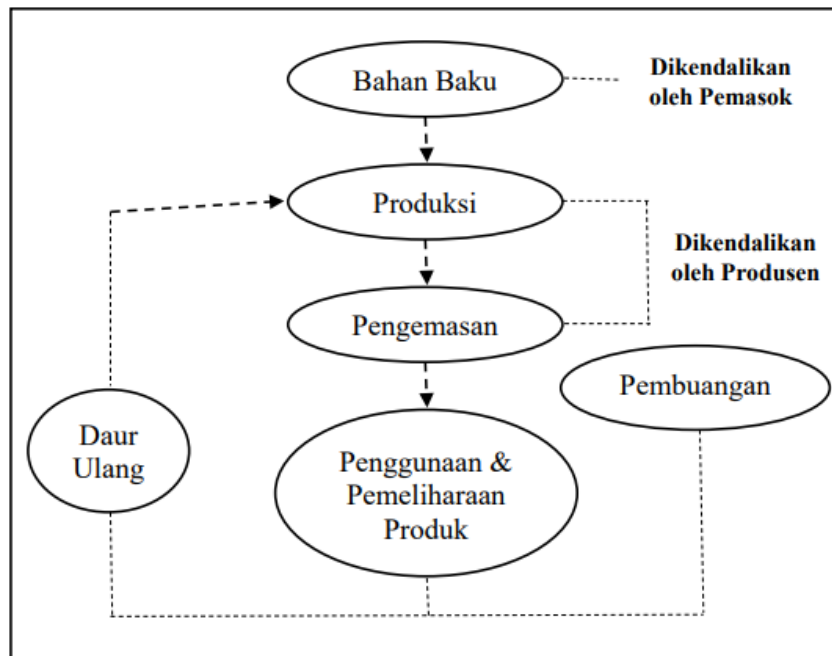 Bahan Baku
Dikendalikan
oleh Pemasok
Produksi
Dikendalikan
oleh Produsen
Pengemasan
Pembuangan
Daur
Ulang
Penggunaan &
Pemeliharaan
Produk